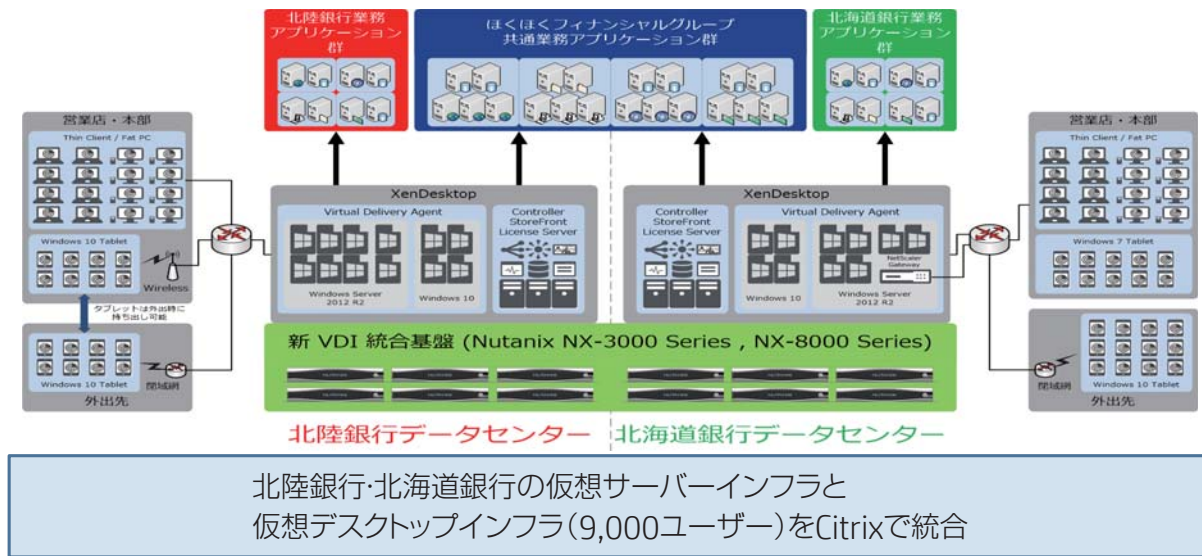 北陸銀行業務
アプリケーション
群
ほくほくフィナンシャルグループ
共通業務アプリケーション群
北海道銀行業務
アプリケーション
群
営業店・本部
Thin Client / Fat PC
Windows 10 Tablet
Wireless
タブレットは外出時に
持ち出し可能
Windows 10 Tablet
閉域網
外出先
XenDesktop
Virtual Delivery Agent
Windows Server
2012 R2
Windows 10
Controller
StoreFront
License Server
XenDesktop
Controller
StoreFront
License Server
Virtual Delivery Agent
Windows 10
NetScaler
Gateway
Windows Server
2012 R2
営業店・本部
Thin Client / Fat PC
Windows 7 Tablet
閉域網
Windows 10 Tablet
外出先
新 VDI 統合基盤 (Nutanix NX-3000 Series , NX-8000 Series)
北陸銀行データセンター
北海道銀行データセンター
北陸銀行・北海道銀行の仮想サーバーインフラと
仮想デスクトップインフラ(9,000ユーザー)をCitrixで統合